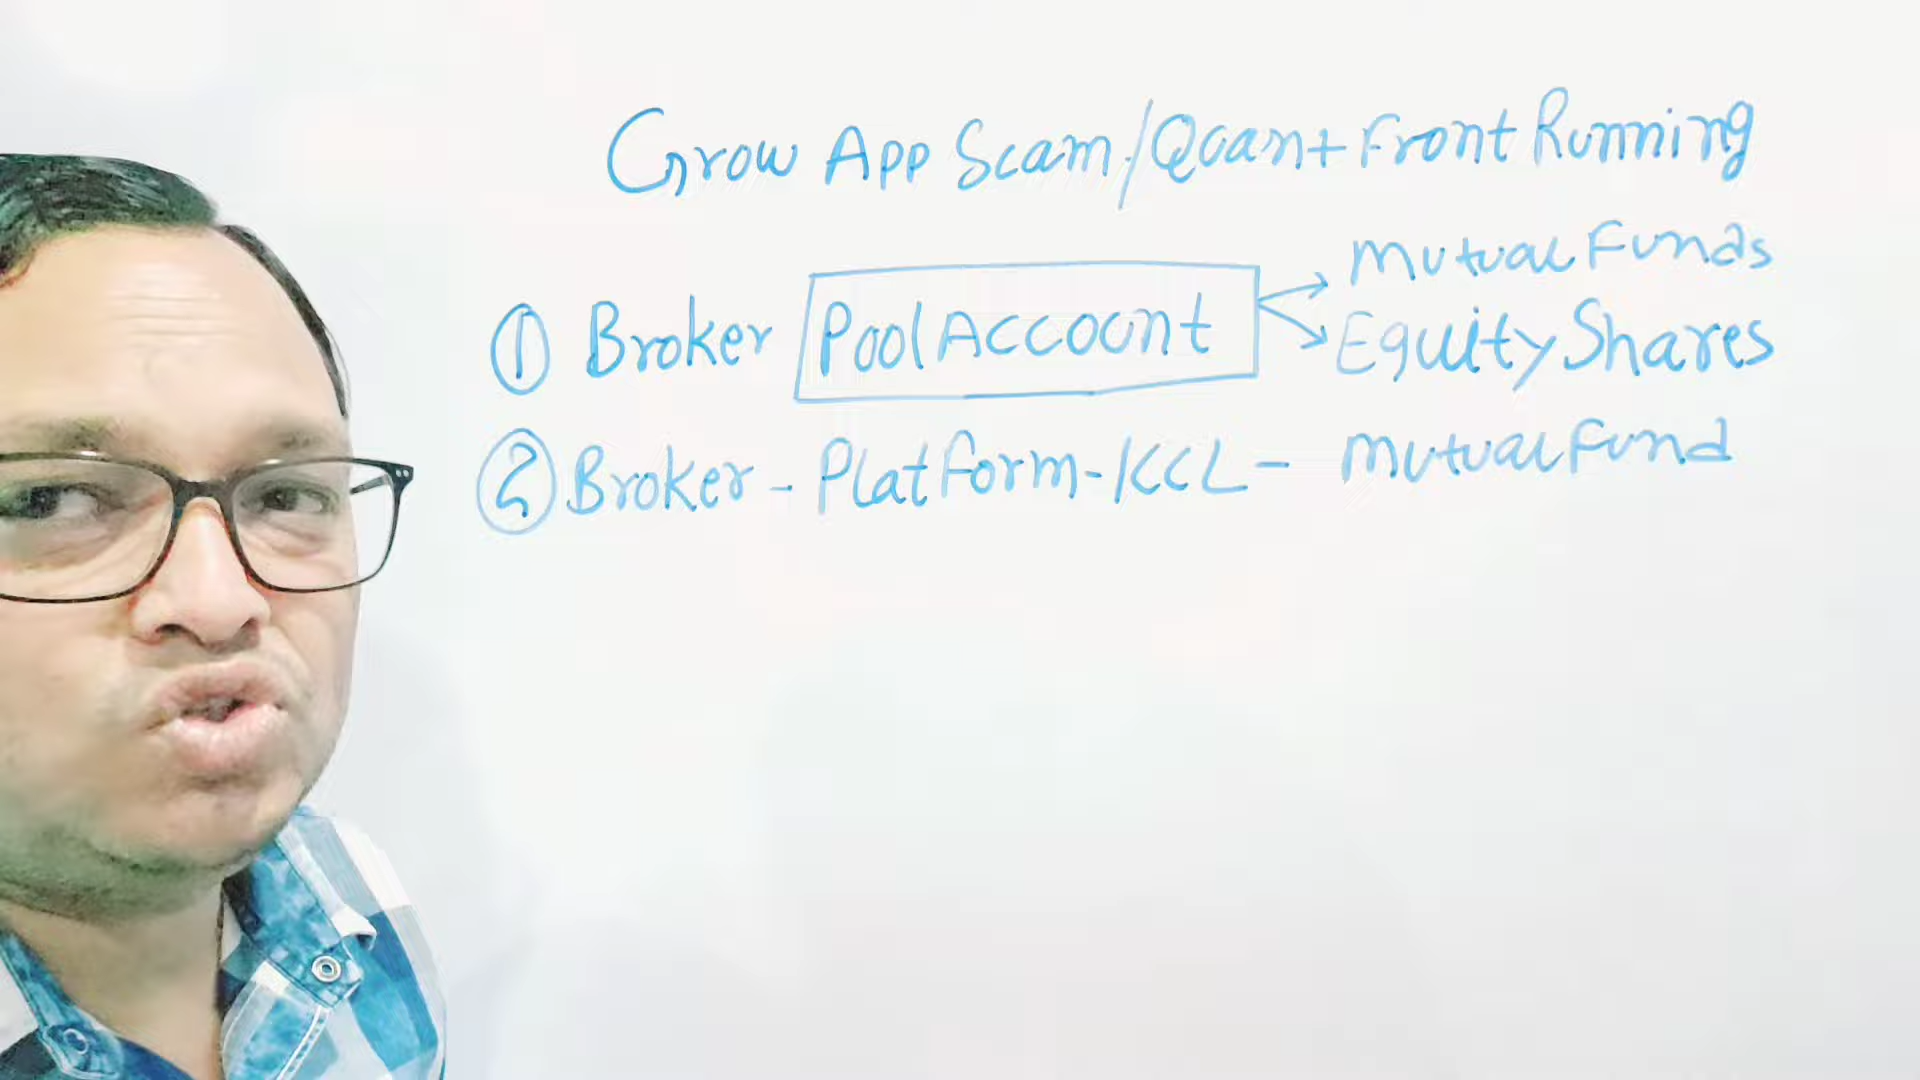 Grow App Scam/Quant Front Running
① Broker Pool Account
Mutual Funds
Equity Shares
② Broker - Platform - KCL - Mutual Fund